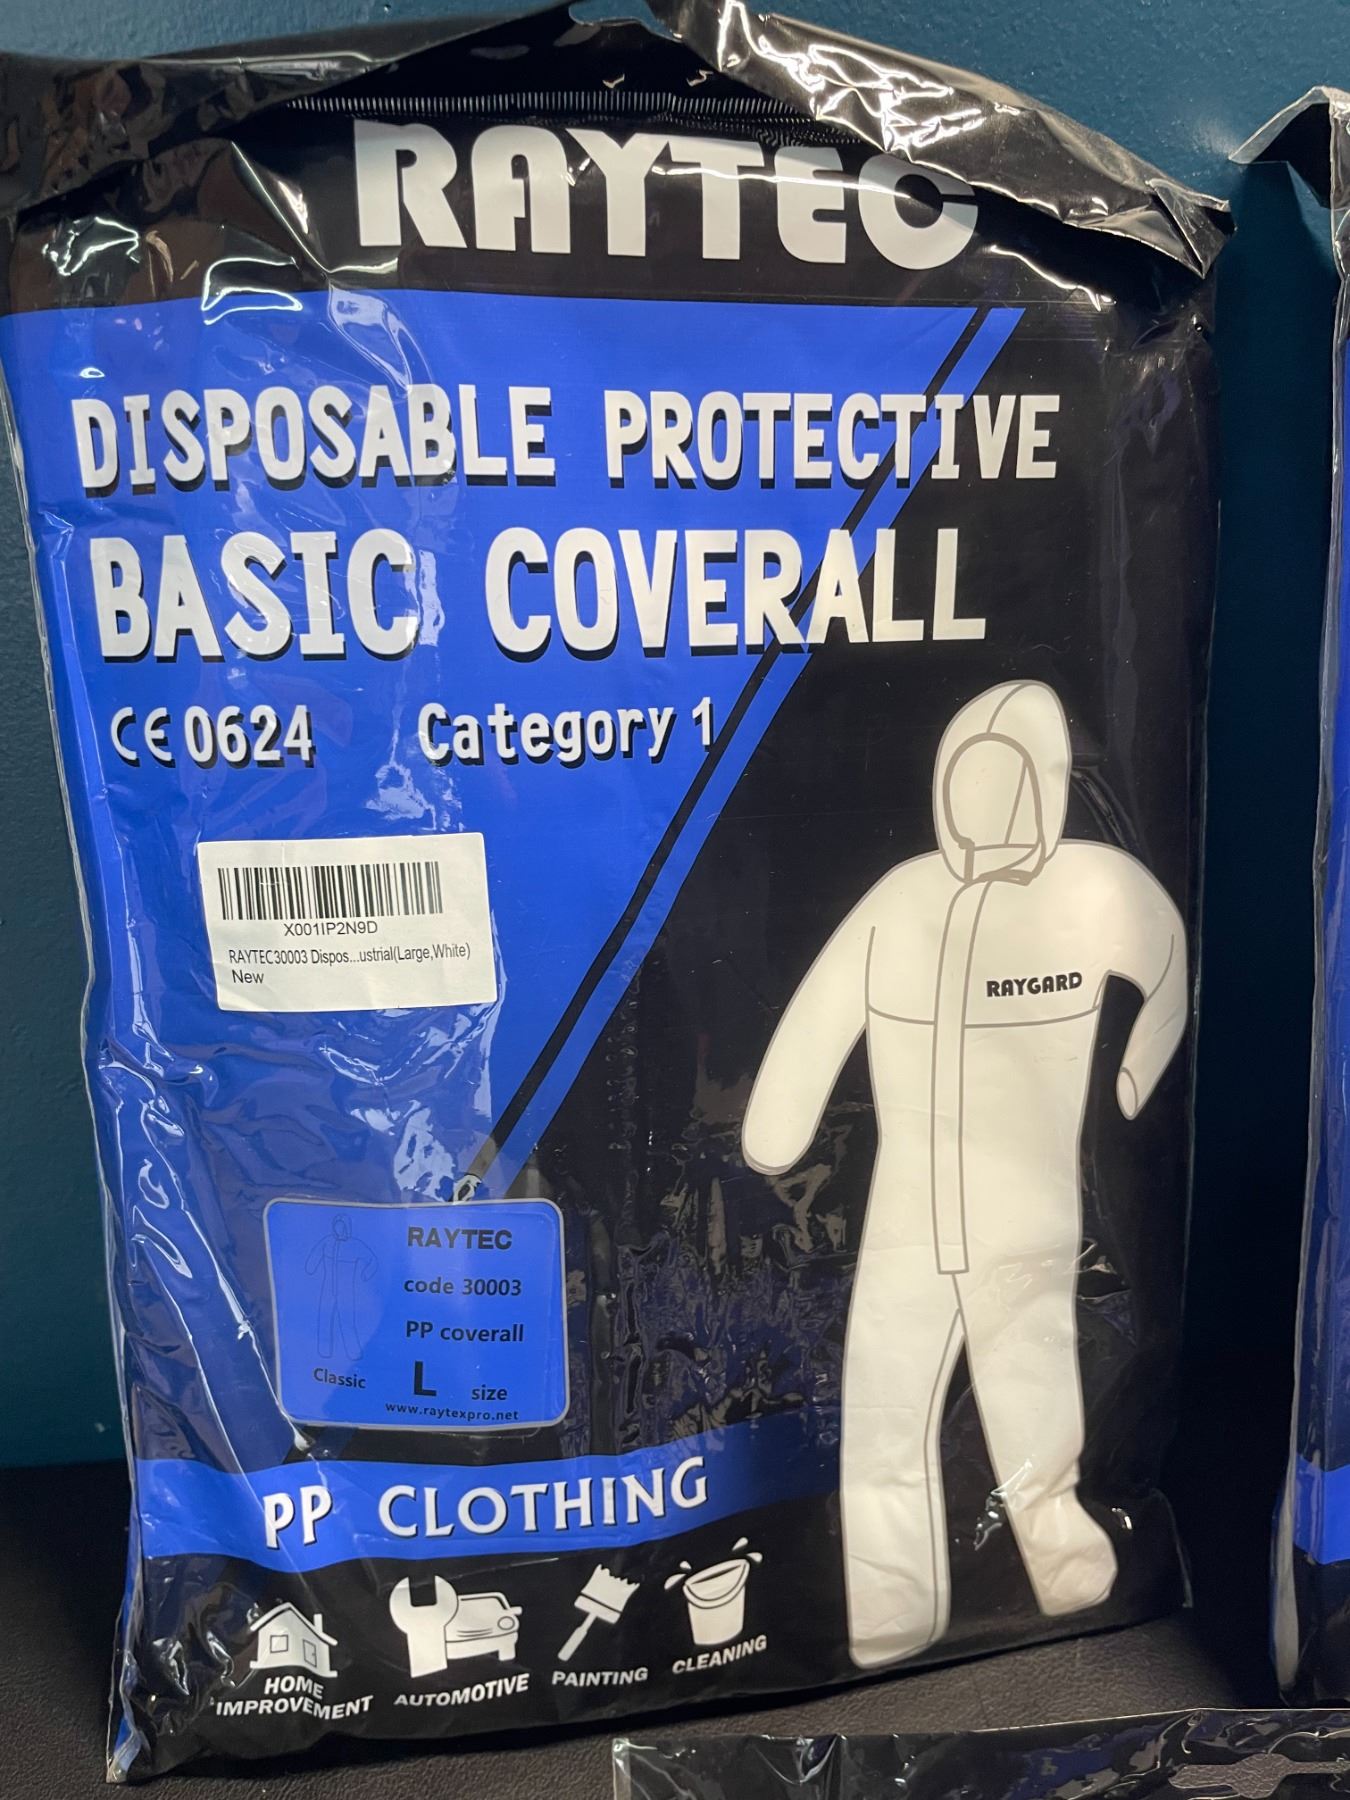 RAYTEC
DISPOSABLE PROTECTIVE
BASIC COVERALL
CE 0624 Category 1
X001IP2N9D
RAYTEC30003 Dispos...ustrial(Large,White)
New
RAYGARD
RAYTEC
code 30003
PP coverall
Classic L size
www.raytexpro.net
PP CLOTHING
HOME
IMPROVEMENT
AUTOMOTIVE
PAINTING
CLEANING